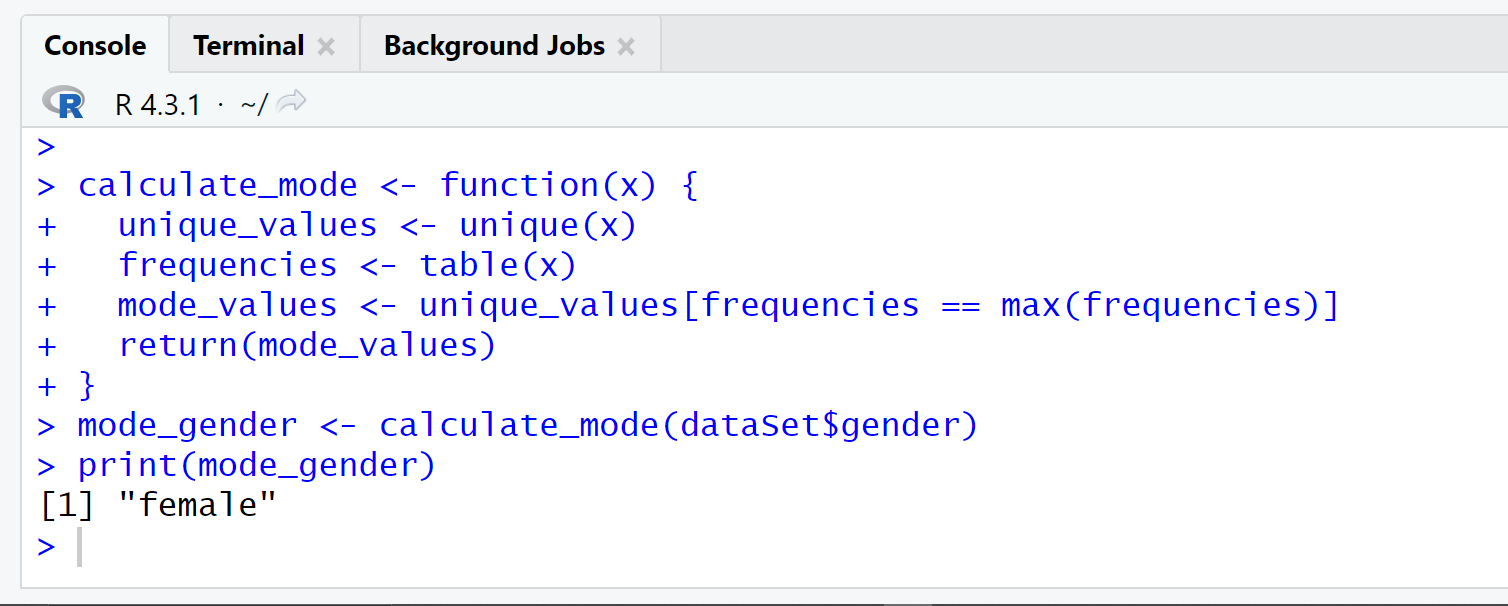 Console Terminal Background Jobs
R R 4.3.1 · ~/
>
> calculate_mode <- function(x) {
+   unique_values <- unique(x)
+   frequencies <- table(x)
+   mode_values <- unique_values[frequencies == max(frequencies)]
+   return(mode_values)
+ }
> mode_gender <- calculate_mode(dataSet$gender)
> print(mode_gender)
[1] "female"
>